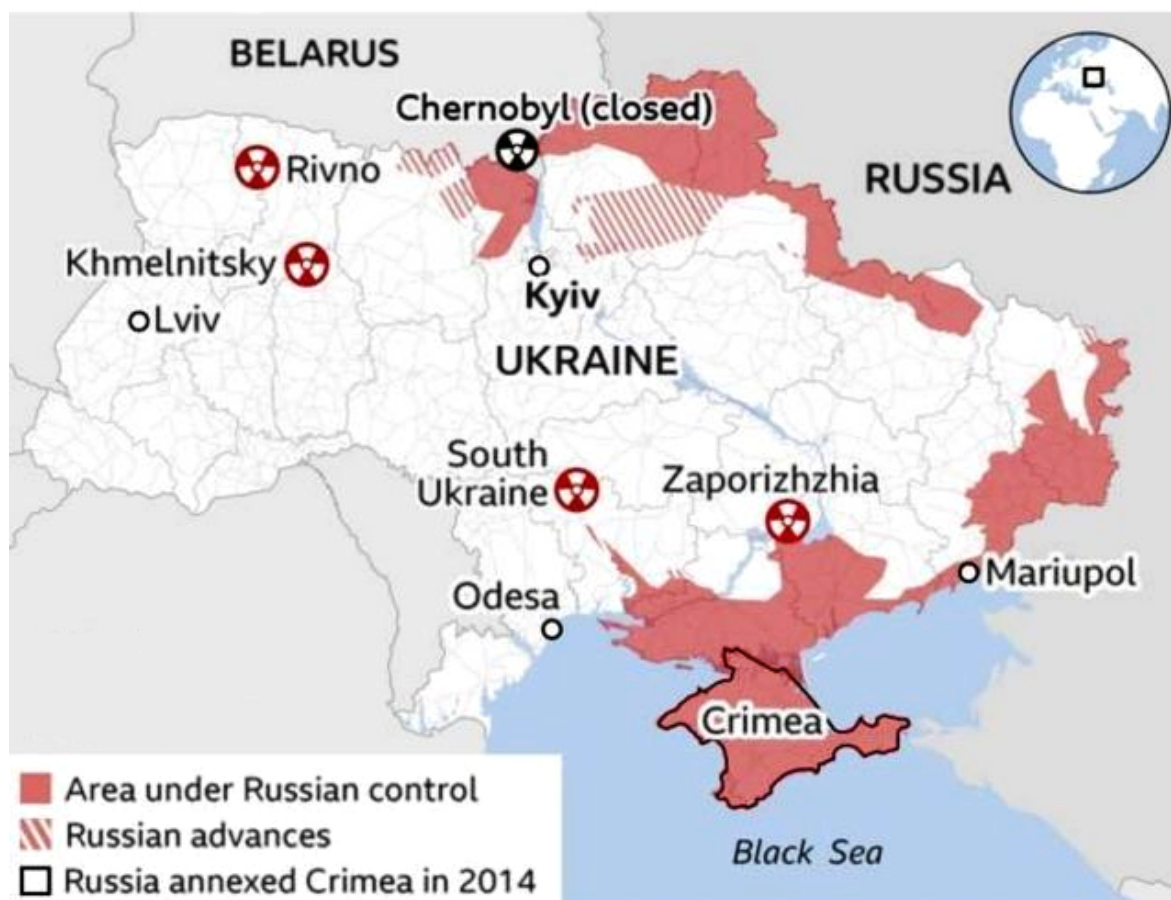 BELARUS
Chernobyl (closed)
Rivno
RUSSIA
Khmelnitsky
Kyiv
Lviv
UKRAINE
South
Ukraine
Zaporizhzhia
Mariupol
Odesa
Crimea
Area under Russian control
Russian advances
Black Sea
Russia annexed Crimea in 2014